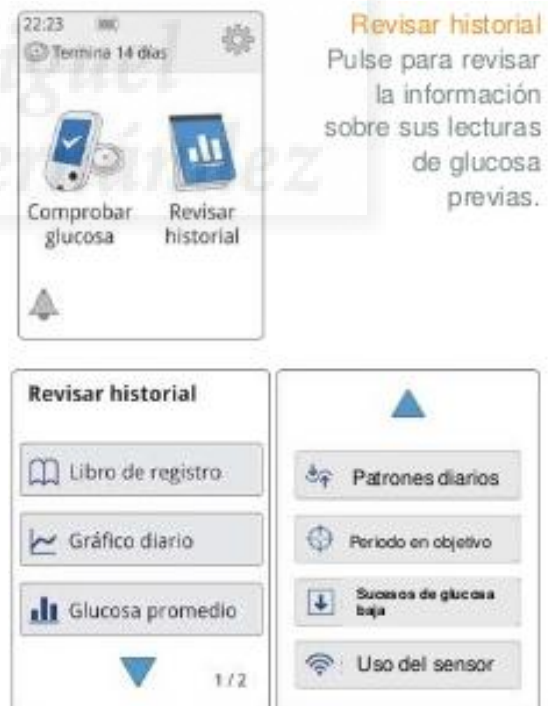 22:23
Termina 14 días
Comprobar
glucosa
Revisar
historial
Revisar historial
Pulse para revisar
la información
sobre sus lecturas
de glucosa
previas.
Revisar historial
Libro de registro
Gráfico diario
Glucosa promedio
1/2
Patrones diarios
Periodo en objetivo
Sucesos de glucosa
baja
Uso del sensor